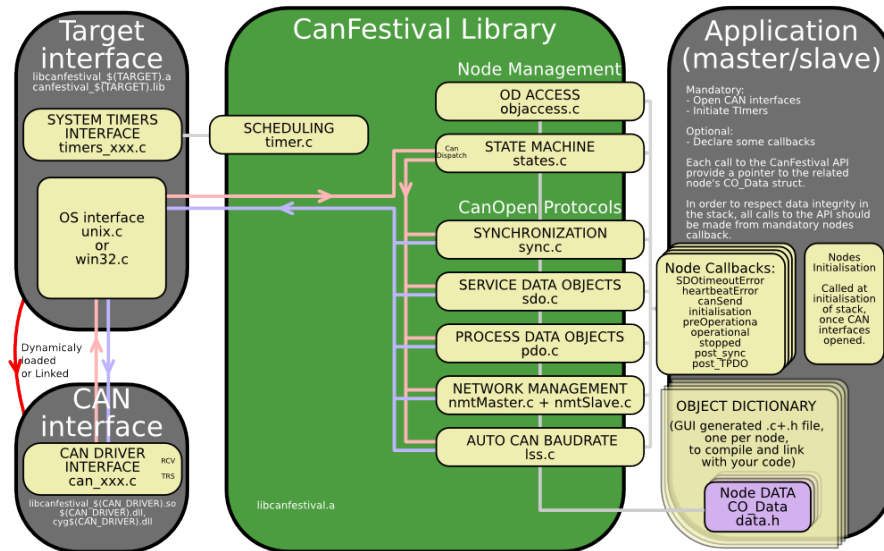 Target
interface
libcanfestival_$(TARGET).a
canfestival_$(TARGET).lib
SYSTEM TIMERS
INTERFACE
timers_xxx.c
OS interface
unix.c
or
win32.c
Dynamicaly
loaded
or Linked
CAN
interface
CAN DRIVER
INTERFACE
can_xxx.c
RCV
TRS
libcanfestival_$(CAN_DRIVER).so
$(CAN_DRIVER).dll,
cyg$(CAN_DRIVER).dll
CanFestival Library
SCHEDULING
timer.c
Node Management
OD ACCESS
objaccess.c
Can
Dispatch
STATE MACHINE
states.c
CanOpen Protocols
SYNCHRONIZATION
sync.c
SERVICE DATA OBJECTS
sdo.c
PROCESS DATA OBJECTS
pdo.c
NETWORK MANAGEMENT
nmtMaster.c + nmtSlave.c
AUTO CAN BAUDRATE
lss.c
libcanfestival.a
Application
(master/slave)
Mandatory:
- Open CAN interfaces
- Initiate TImers
Optional:
- Declare some callbacks
Each call to the CanFestival API
provide a pointer to the related
node's CO_Data struct.
In order to respect data integrity in
the stack, all calls to the API should
be made from mandatory nodes
callback.
Node Callbacks:
SDOtimeoutError
heartbeatError
canSend
initialisation
preOperationa
operational
stopped
post_sync
post_TPDO
Nodes
Initialisation
Called at
initialisation
of stack,
once CAN
interfaces
opened.
OBJECT DICTIONARY
(GUI generated .c+.h file,
one per node,
to compile and link
with your code)
Node DATA
CO_Data
data.h